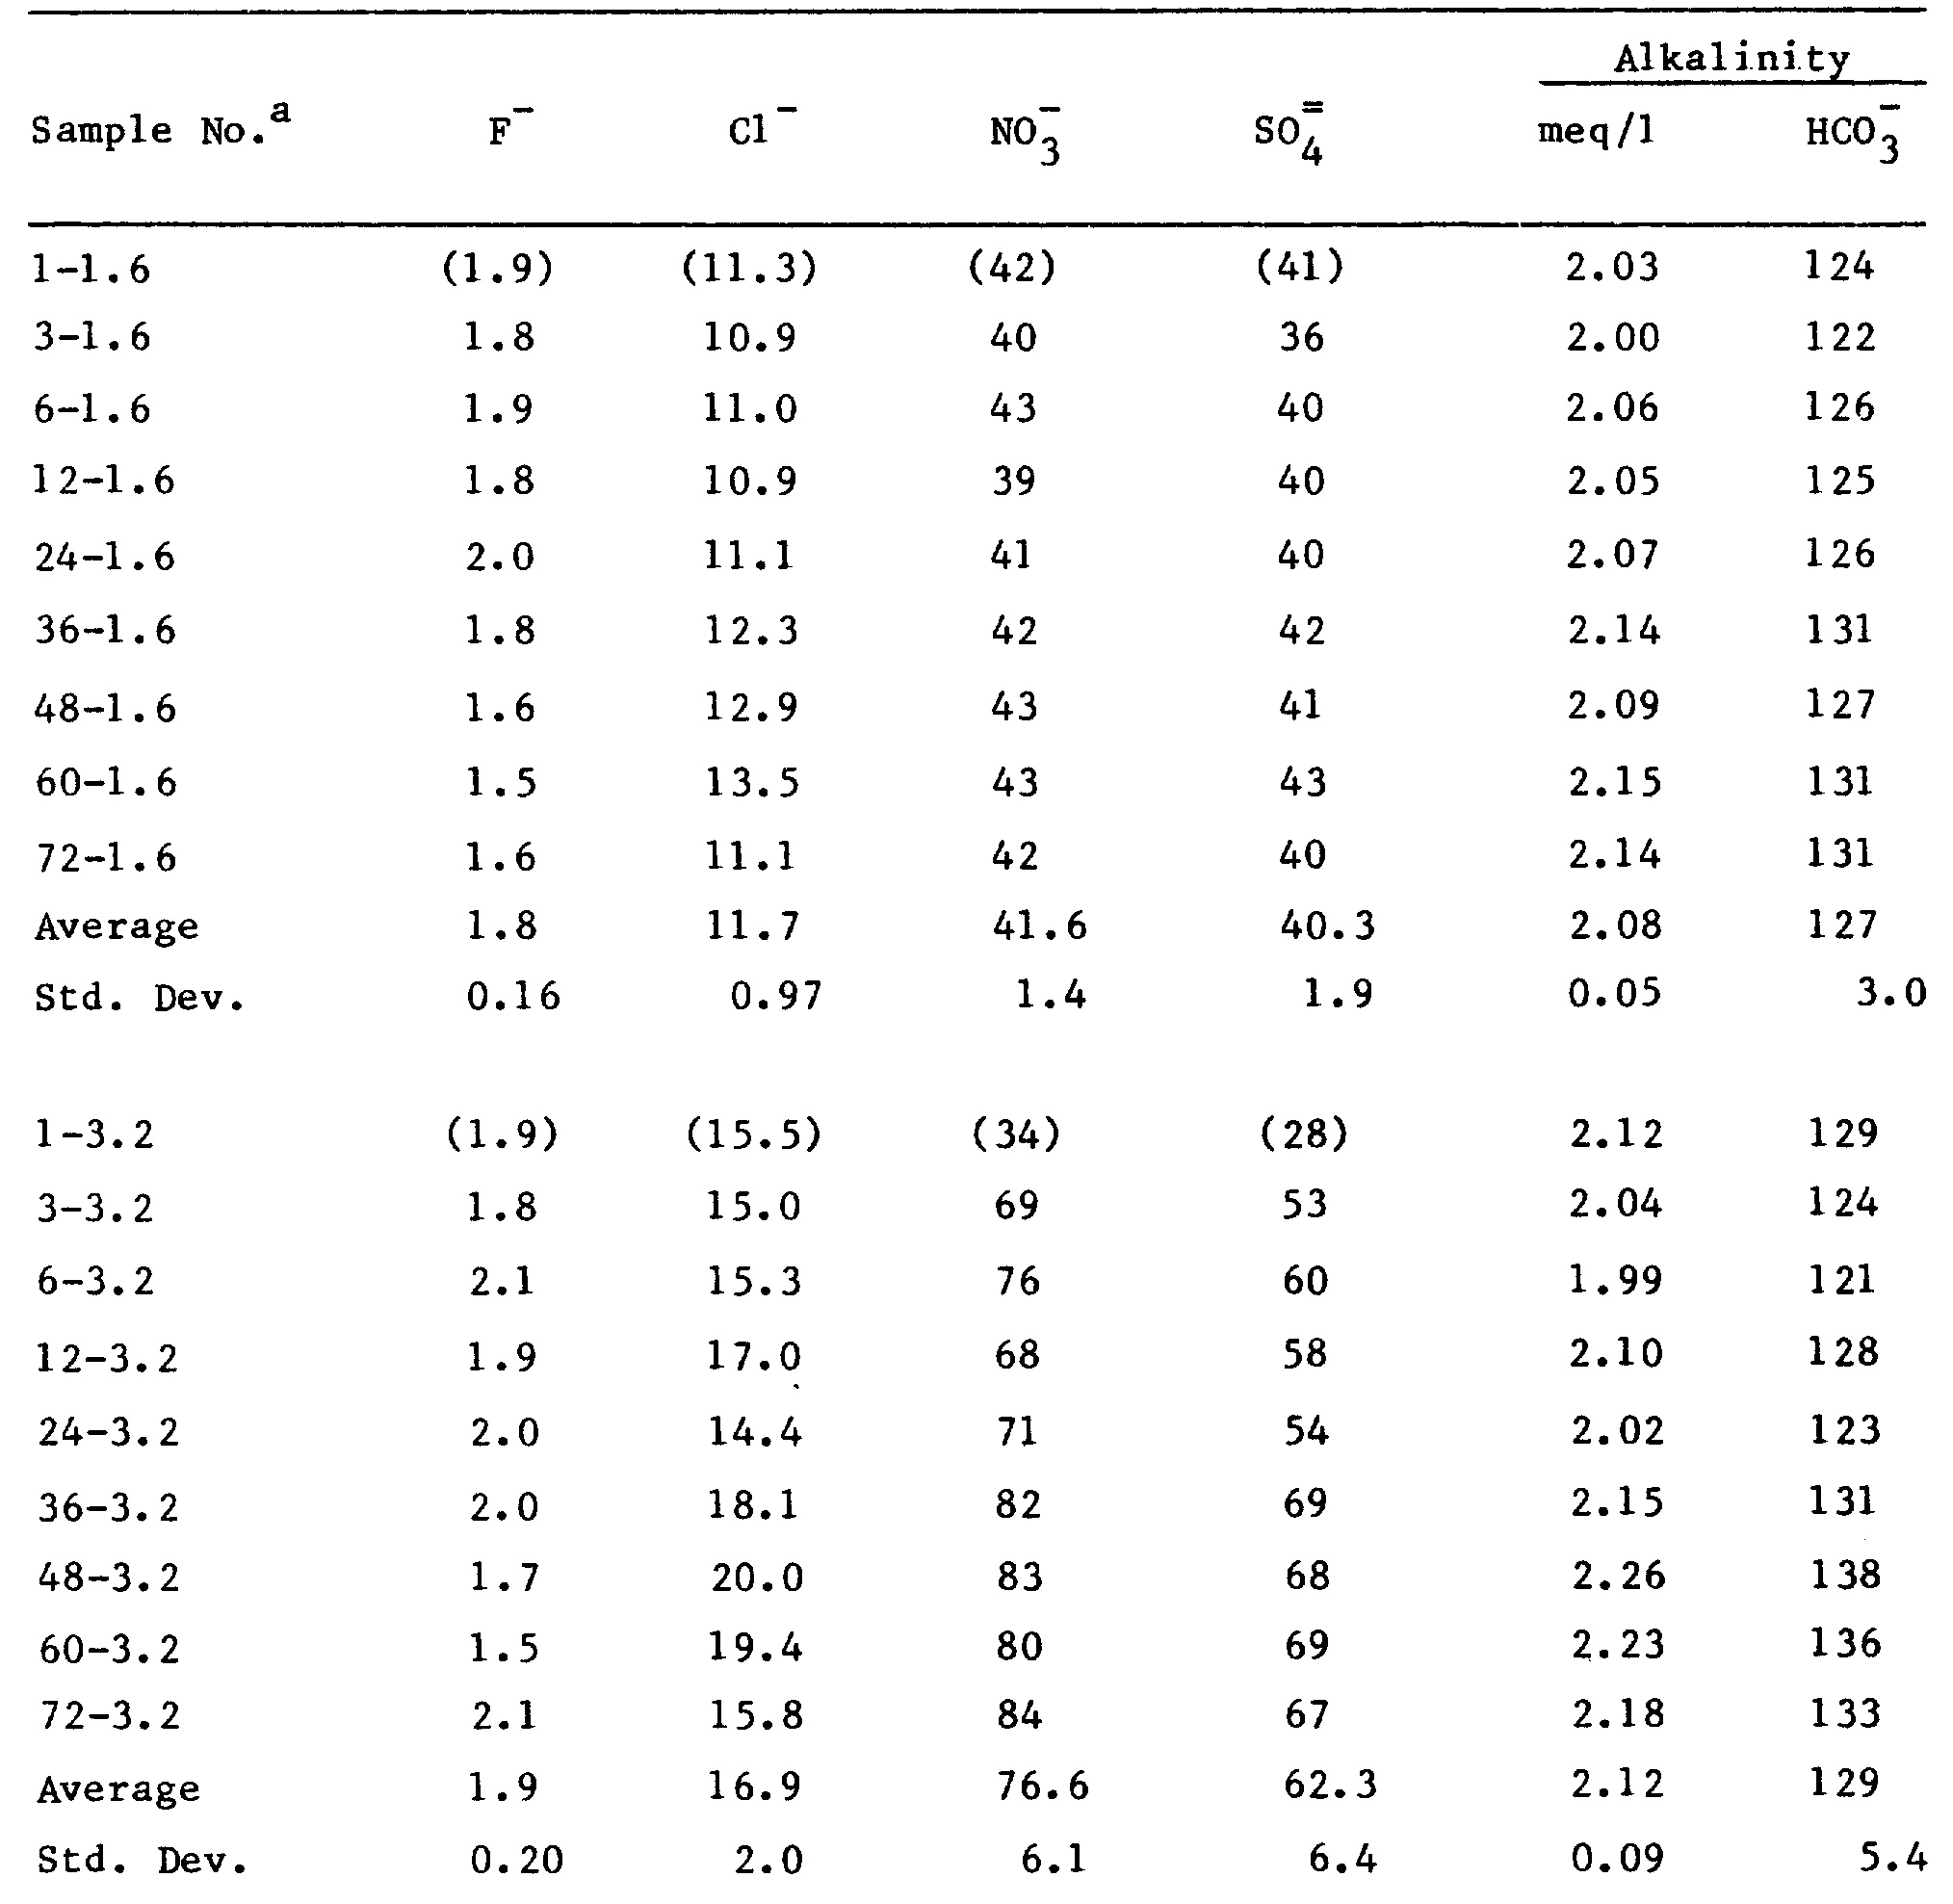 Alkalinity
Sample No.a F⁻ Cl⁻ NO₃⁻ SO₄⁼ meq/l HCO₃⁻
1-1.6 (1.9) (11.3) (42) (41) 2.03 124
3-1.6 1.8 10.9 40 36 2.00 122
6-1.6 1.9 11.0 43 40 2.06 126
12-1.6 1.8 10.9 39 40 2.05 125
24-1.6 2.0 11.1 41 40 2.07 126
36-1.6 1.8 12.3 42 42 2.14 131
48-1.6 1.6 12.9 43 41 2.09 127
60-1.6 1.5 13.5 43 43 2.15 131
72-1.6 1.6 11.1 42 40 2.14 131
Average 1.8 11.7 41.6 40.3 2.08 127
Std. Dev. 0.16 0.97 1.4 1.9 0.05 3.0
1-3.2 (1.9) (15.5) (34) (28) 2.12 129
3-3.2 1.8 15.0 69 53 2.04 124
6-3.2 2.1 15.3 76 60 1.99 121
12-3.2 1.9 17.0 68 58 2.10 128
24-3.2 2.0 14.4 71 54 2.02 123
36-3.2 2.0 18.1 82 69 2.15 131
48-3.2 1.7 20.0 83 68 2.26 138
60-3.2 1.5 19.4 80 69 2.23 136
72-3.2 2.1 15.8 84 67 2.18 133
Average 1.9 16.9 76.6 62.3 2.12 129
Std. Dev. 0.20 2.0 6.1 6.4 0.09 5.4